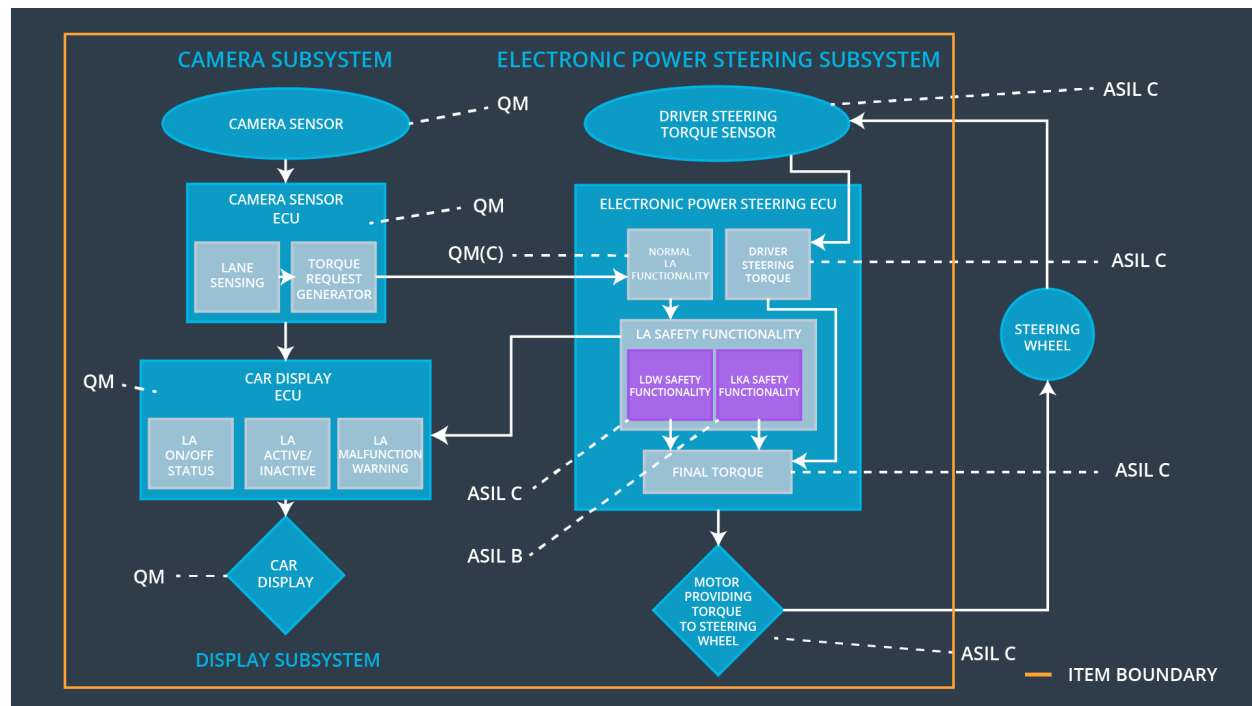 CAMERA SUBSYSTEM
ELECTRONIC POWER STEERING SUBSYSTEM
CAMERA SENSOR
QM
DRIVER STEERING
TORQUE SENSOR
ASIL C
CAMERA SENSOR
ECU
QM
LANE
SENSING
TORQUE
REQUEST
GENERATOR
QM(C)
ELECTRONIC POWER STEERING ECU
NORMAL
LA
FUNCTIONALITY
DRIVER
STEERING
TORQUE
ASIL C
LA SAFETY FUNCTIONALITY
LDW SAFETY
FUNCTIONALITY
LKA SAFETY
FUNCTIONALITY
STEERING
WHEEL
QM
CAR DISPLAY
ECU
LA
ON/OFF
STATUS
LA
ACTIVE/
INACTIVE
LA
MALFUNCTION
WARNING
FINAL TORQUE
ASIL C
ASIL C
ASIL B
QM
CAR
DISPLAY
MOTOR
PROVIDING
TORQUE
TO STEERING
WHEEL
ASIL C
DISPLAY SUBSYSTEM
ITEM BOUNDARY